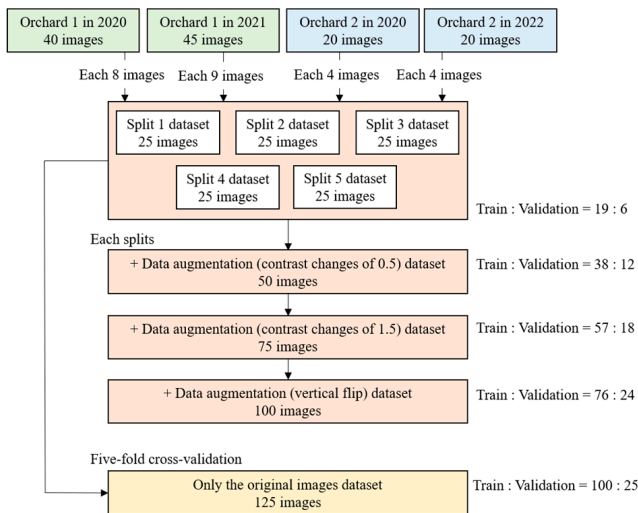 Orchard 1 in 2020
40 images
Orchard 1 in 2021
45 images
Orchard 2 in 2020
20 images
Orchard 2 in 2022
20 images
Each 8 images
Each 9 images
Each 4 images
Each 4 images
Split 1 dataset
25 images
Split 2 dataset
25 images
Split 3 dataset
25 images
Split 4 dataset
25 images
Split 5 dataset
25 images
Train : Validation = 19 : 6
Each splits
+ Data augmentation (contrast changes of 0.5) dataset
50 images
Train : Validation = 38 : 12
+ Data augmentation (contrast changes of 1.5) dataset
75 images
Train : Validation = 57 : 18
+ Data augmentation (vertical flip) dataset
100 images
Train : Validation = 76 : 24
Five-fold cross-validation
Only the original images dataset
125 images
Train : Validation = 100 : 25